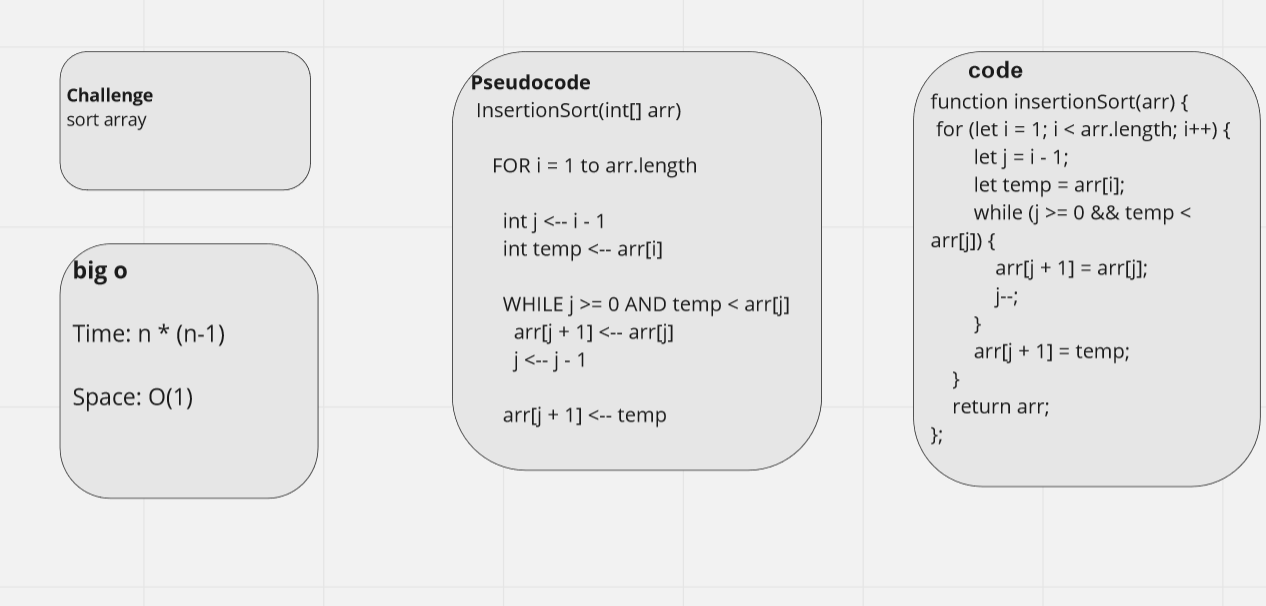 Challenge
sort array
big o
Time: n * (n-1)
Space: O(1)
Pseudocode
InsertionSort(int[] arr)
FOR i = 1 to arr.length
int j <-- i - 1
int temp <-- arr[i]
WHILE j >= 0 AND temp < arr[j]
arr[j + 1] <-- arr[j]
j <-- j - 1
arr[j + 1] <-- temp
code
function insertionSort(arr) {
for (let i = 1; i < arr.length; i++) {
let j = i - 1;
let temp = arr[i];
while (j >= 0 && temp <
arr[j]) {
arr[j + 1] = arr[j];
j--;
}
arr[j + 1] = temp;
}
return arr;
};